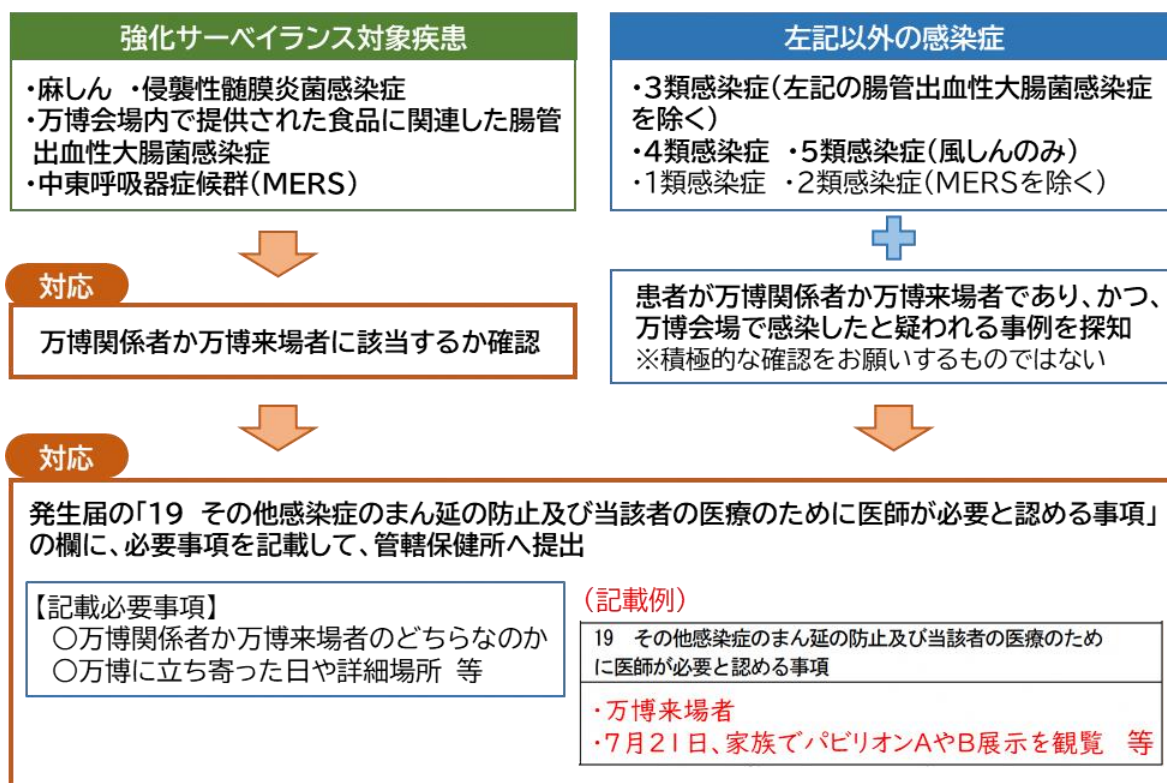 強化サーベイランス対象疾患
・麻しん ・侵襲性髄膜炎菌感染症
・万博会場内で提供された食品に関連した腸管
出血性大腸菌感染症
・中東呼吸器症候群(MERS)
対応
万博関係者か万博来場者に該当するか確認
左記以外の感染症
・3類感染症(左記の腸管出血性大腸菌感染症
を除く)
・4類感染症 ・5類感染症(風しんのみ)
・1類感染症 ・2類感染症(MERSを除く)
患者が万博関係者か万博来場者であり、かつ、
万博会場で感染したと疑われる事例を探知
※積極的な確認をお願いするものではない
対応
発生届の「19 その他感染症のまん延の防止及び当該者の医療のために医師が必要と認める事項」
の欄に、必要事項を記載して、管轄保健所へ提出
【記載必要事項】
○万博関係者か万博来場者のどちらなのか
○万博に立ち寄った日や詳細場所 等
(記載例)
19 その他感染症のまん延の防止及び当該者の医療のため
に医師が必要と認める事項
・万博来場者
・7月21日、家族でパビリオンAやB展示を観覧 等